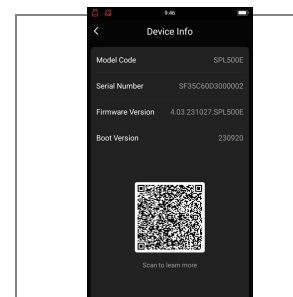 9:46
Device Info
Model Code SPL500E
Serial Number SF35C60D3000002
Firmware Version 4.03.231027.SPL500E
Boot Version 230920
Scan to learn more